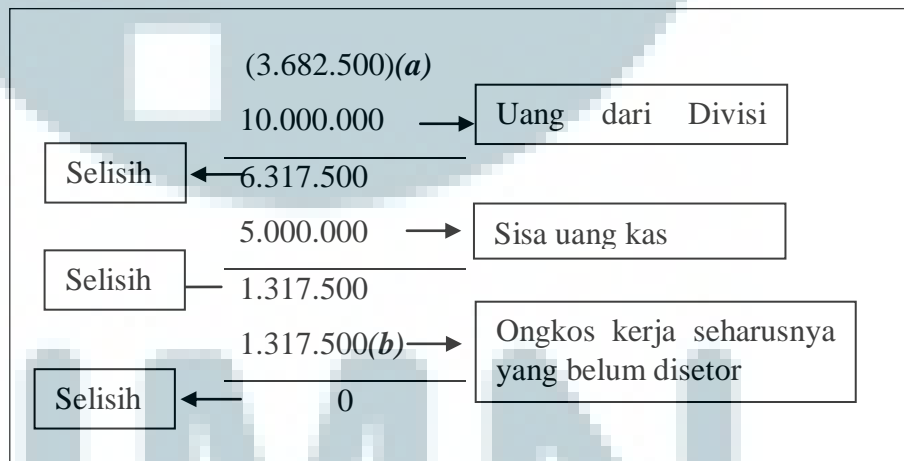 (3.682.500)(a)
10.000.000 Uang dari Divisi
Selisih 6.317.500
5.000.000 Sisa uang kas
Selisih 1.317.500
1.317.500(b) Ongkos kerja seharusnya
yang belum disetor
Selisih 0